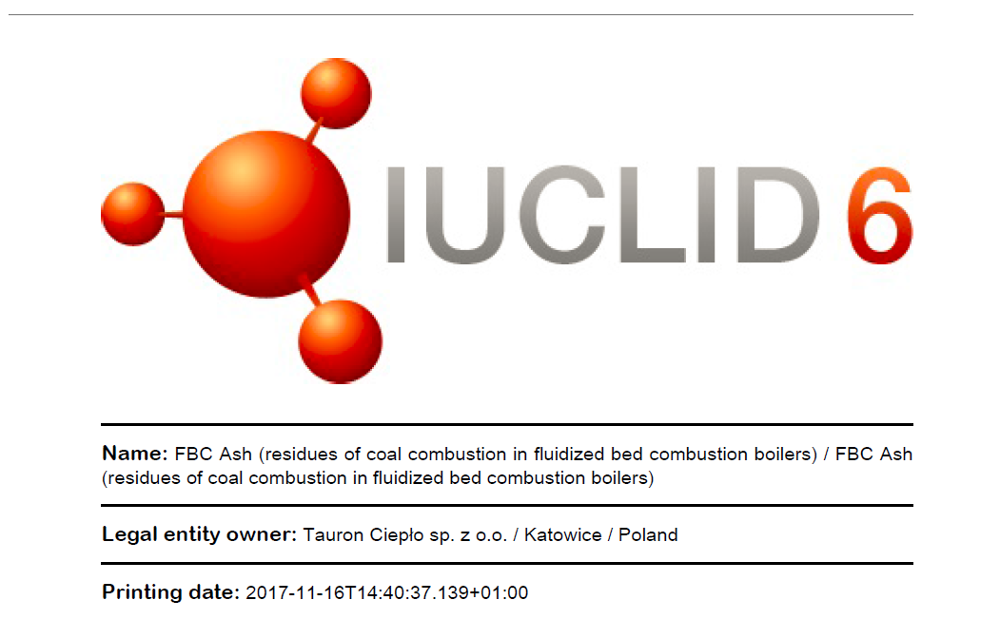 IUCLID 6
Name: FBC Ash (residues of coal combustion in fluidized bed combustion boilers) / FBC Ash
(residues of coal combustion in fluidized bed combustion boilers)
Legal entity owner: Tauron Ciepło sp. z o.o. / Katowice / Poland
Printing date: 2017-11-16T14:40:37.139+01:00